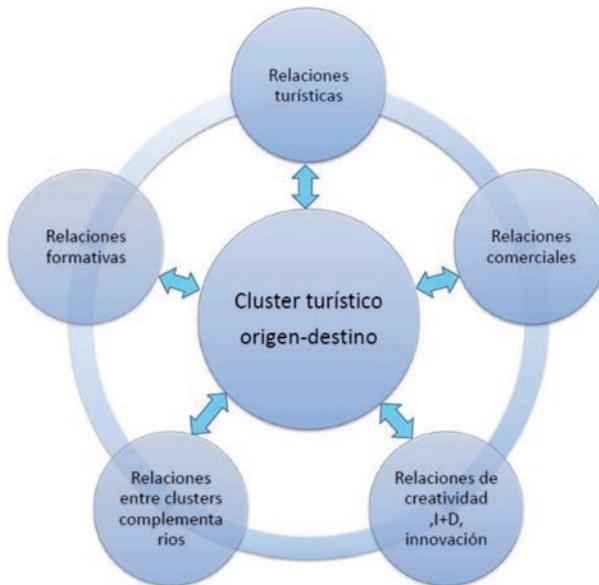 Relaciones
turísticas
Relaciones
formativas
Relaciones
comerciales
Cluster turístico
origen-destino
Relaciones
entre clusters
complementa
rios
Relaciones de
creatividad
,I+D,
innovación